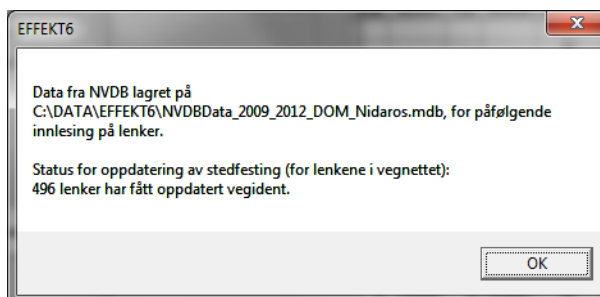 EFFEKT6
Data fra NVDB lagret på
C:\DATA\EFFEKT6\NVDBData_2009_2012_DOM_Nidaros.mdb, for påfølgende
innlesing på lenker.
Status for oppdatering av stedfesting (for lenkene i vegnettet):
496 lenker har fått oppdatert vegident.
OK